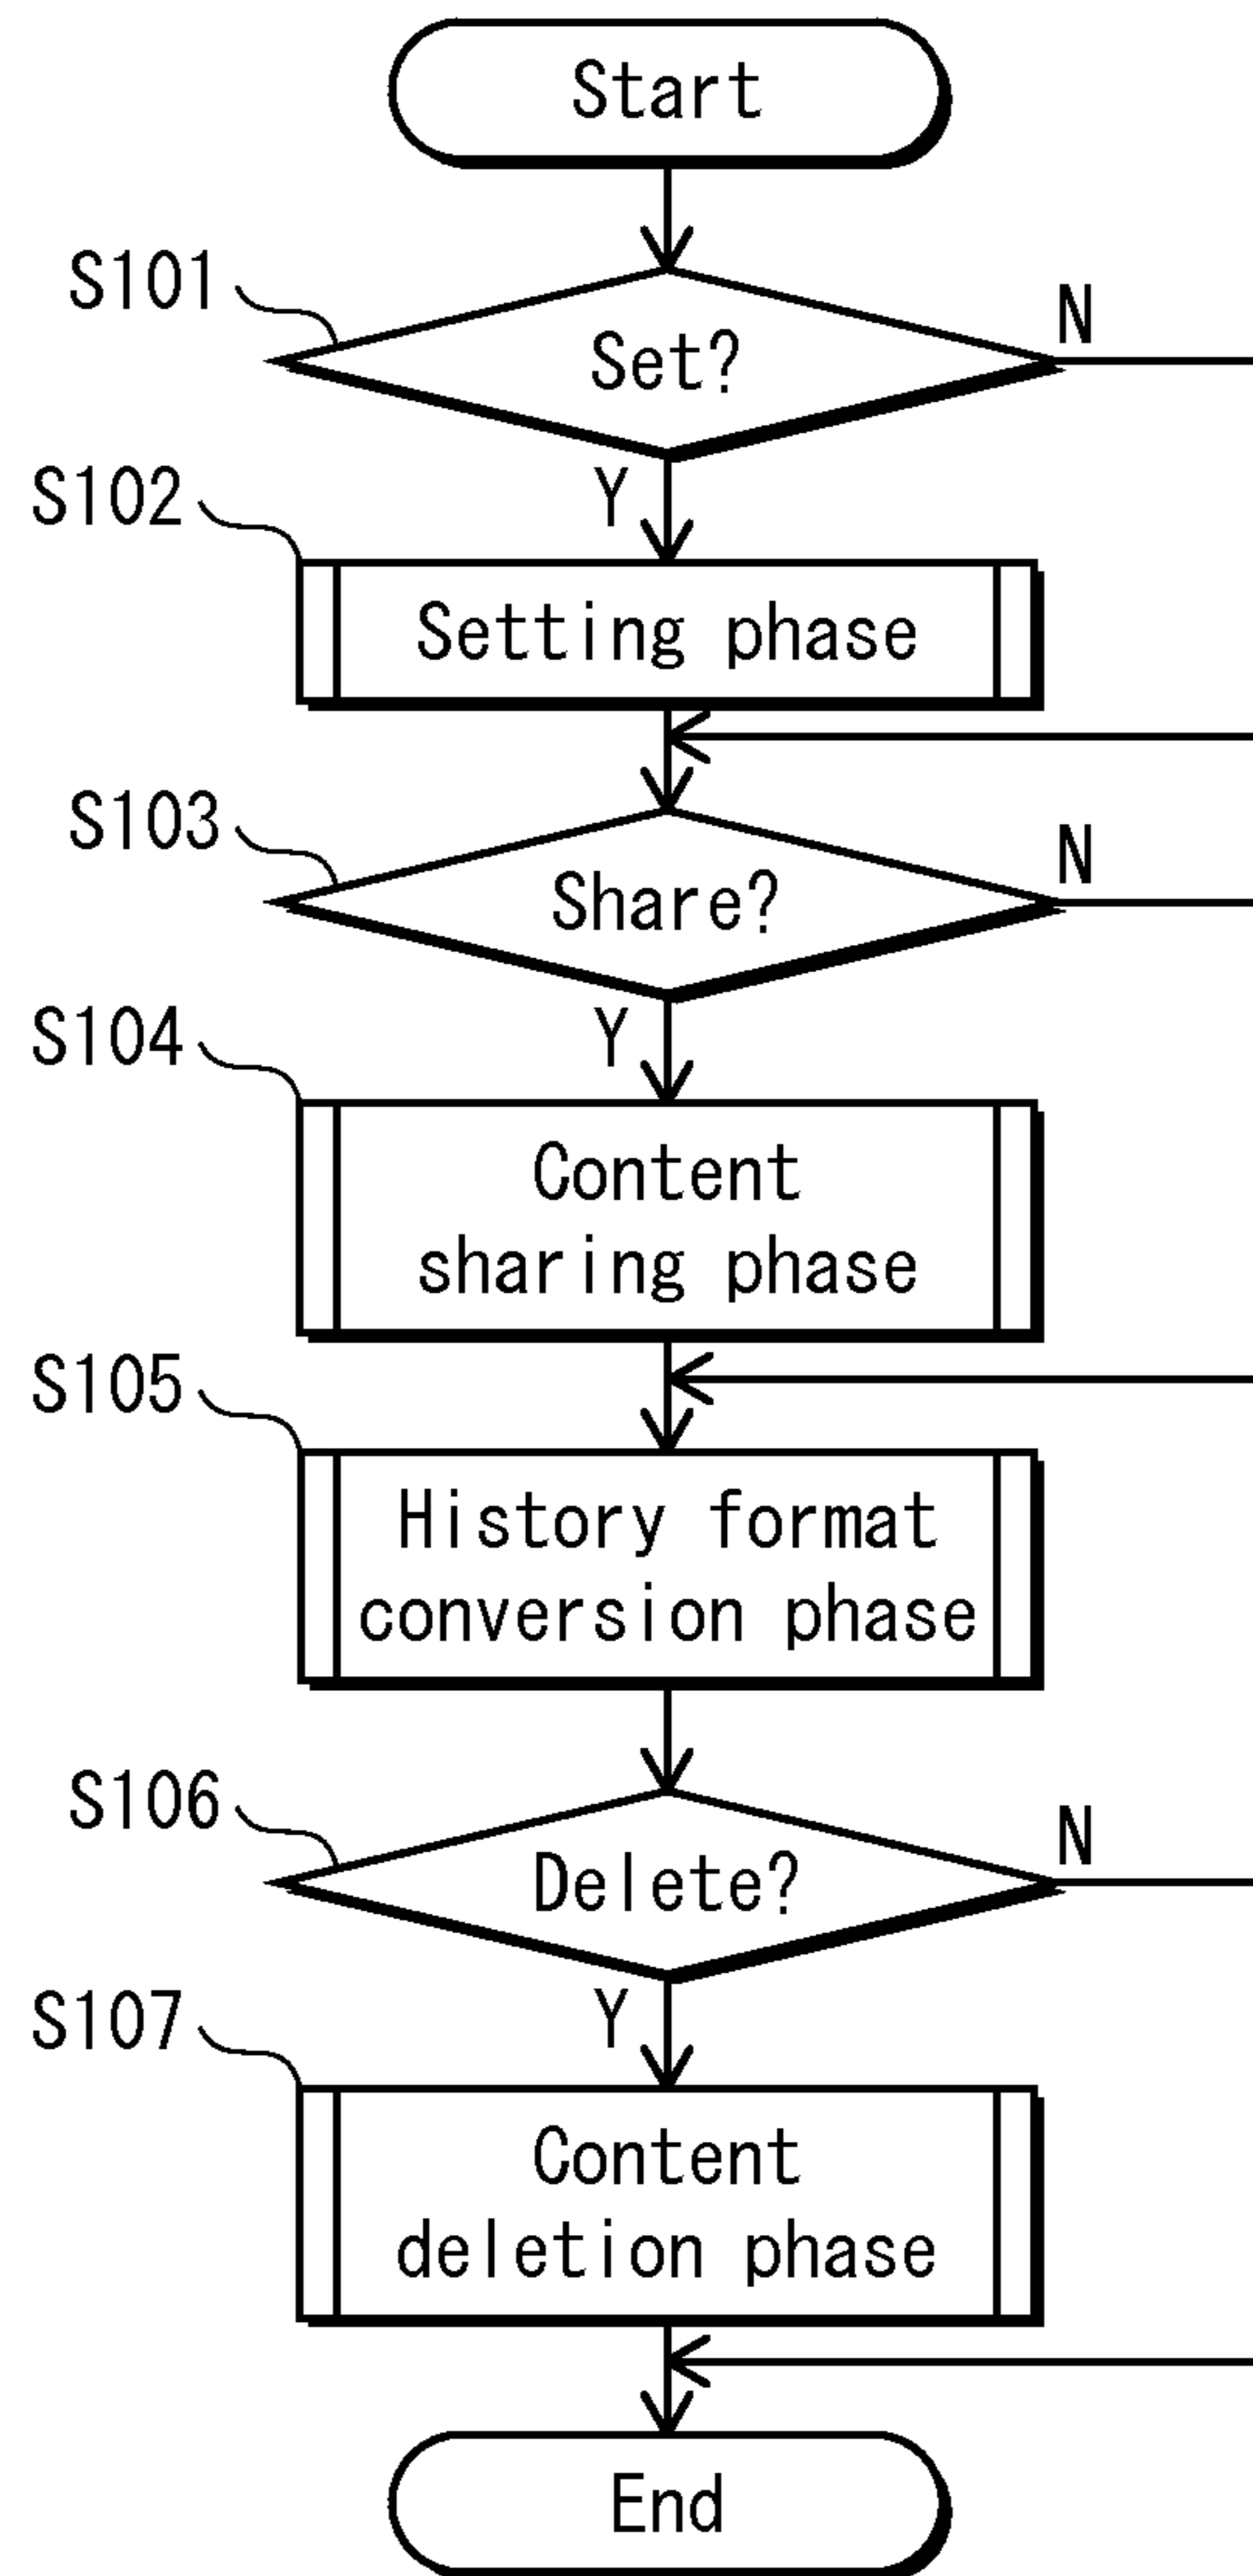 Start
S101
Set?
N
Y
S102
Setting phase
S103
Share?
N
Y
S104
Content
sharing phase
S105
History format
conversion phase
S106
Delete?
N
Y
S107
Content
deletion phase
End